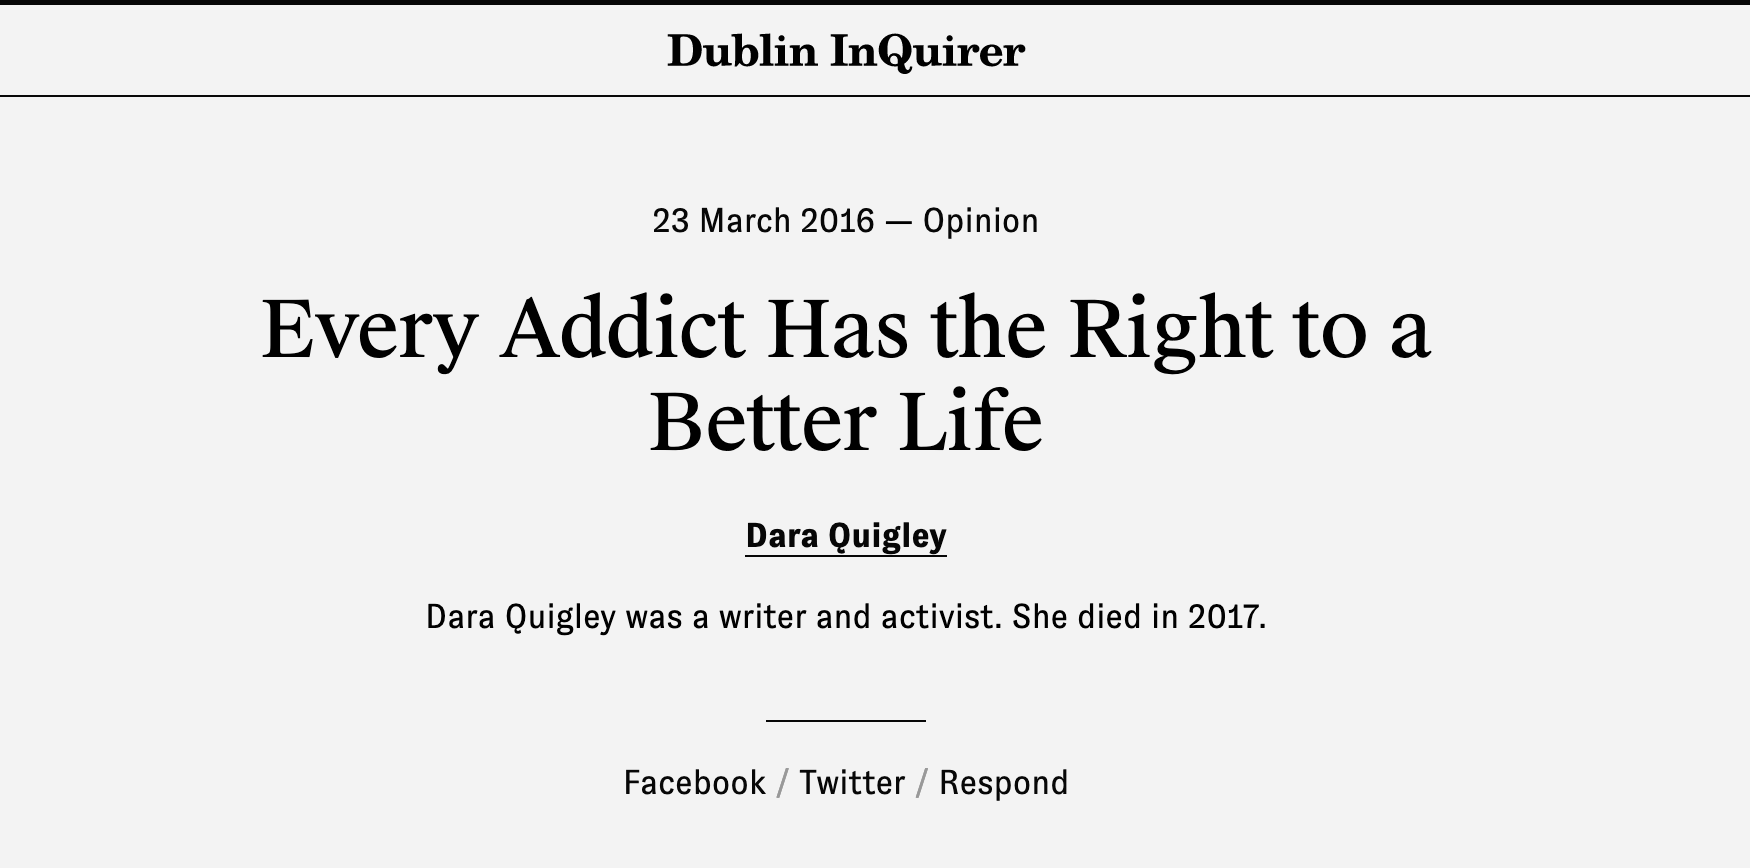 Dublin InQuirer
23 March 2016 — Opinion
Every Addict Has the Right to a
Better Life
Dara Quigley
Dara Quigley was a writer and activist. She died in 2017.
Facebook / Twitter / Respond